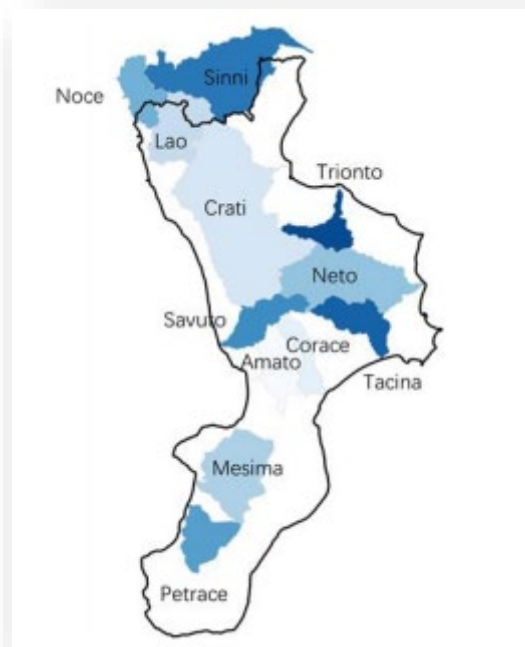 Sinni
Noce
Lao
Trionto
Crati
Neto
Savuto
Corace
Amato
Tacina
Mesima
Petrace